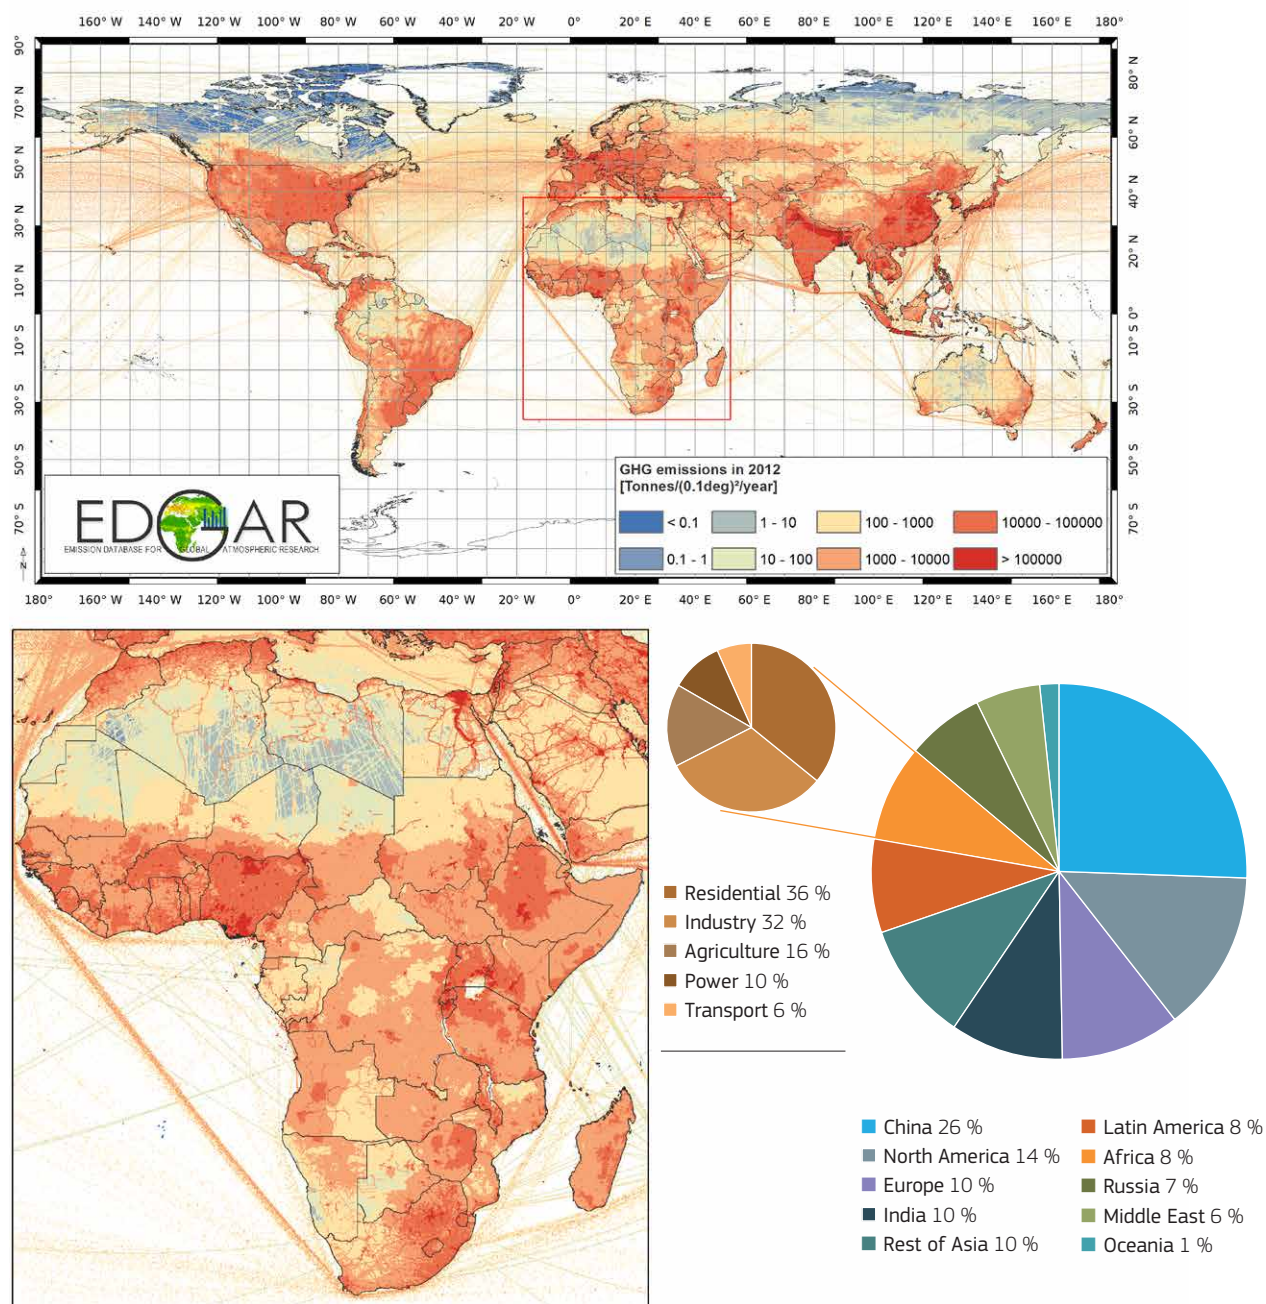 160° W 140° W 120° W 100° W 80° W 60° W 40° W 20° W 0° 20° E 40° E 60° E 80° E 100° E 120° E 140° E 160° E 180°
90°
70° N
50° N
30° N
10° N
10° S
30° S
50° S
70° S
80° N
60° N
40° N
20° N
0°
10° S
30° S
50° S
70° S
GHG emissions in 2012
[Tonnes/(0.1deg)²/year]
< 0.1 1 - 10 100 - 1000 10000 - 100000
0.1 - 1 10 - 100 1000 - 10000 > 100000
EDGAR
EMISSION DATABASE FOR GLOBAL ATMOSPHERIC RESEARCH
N
180° 160° W 140° W 120° W 100° W 80° W 60° W 40° W 20° W 0° 20° E 40° E 60° E 80° E 100° E 120° E 140° E 160° E 180°
Residential 36 %
Industry 32 %
Agriculture 16 %
Power 10 %
Transport 6 %
China 26 %
North America 14 %
Europe 10 %
India 10 %
Rest of Asia 10 %
Latin America 8 %
Africa 8 %
Russia 7 %
Middle East 6 %
Oceania 1 %